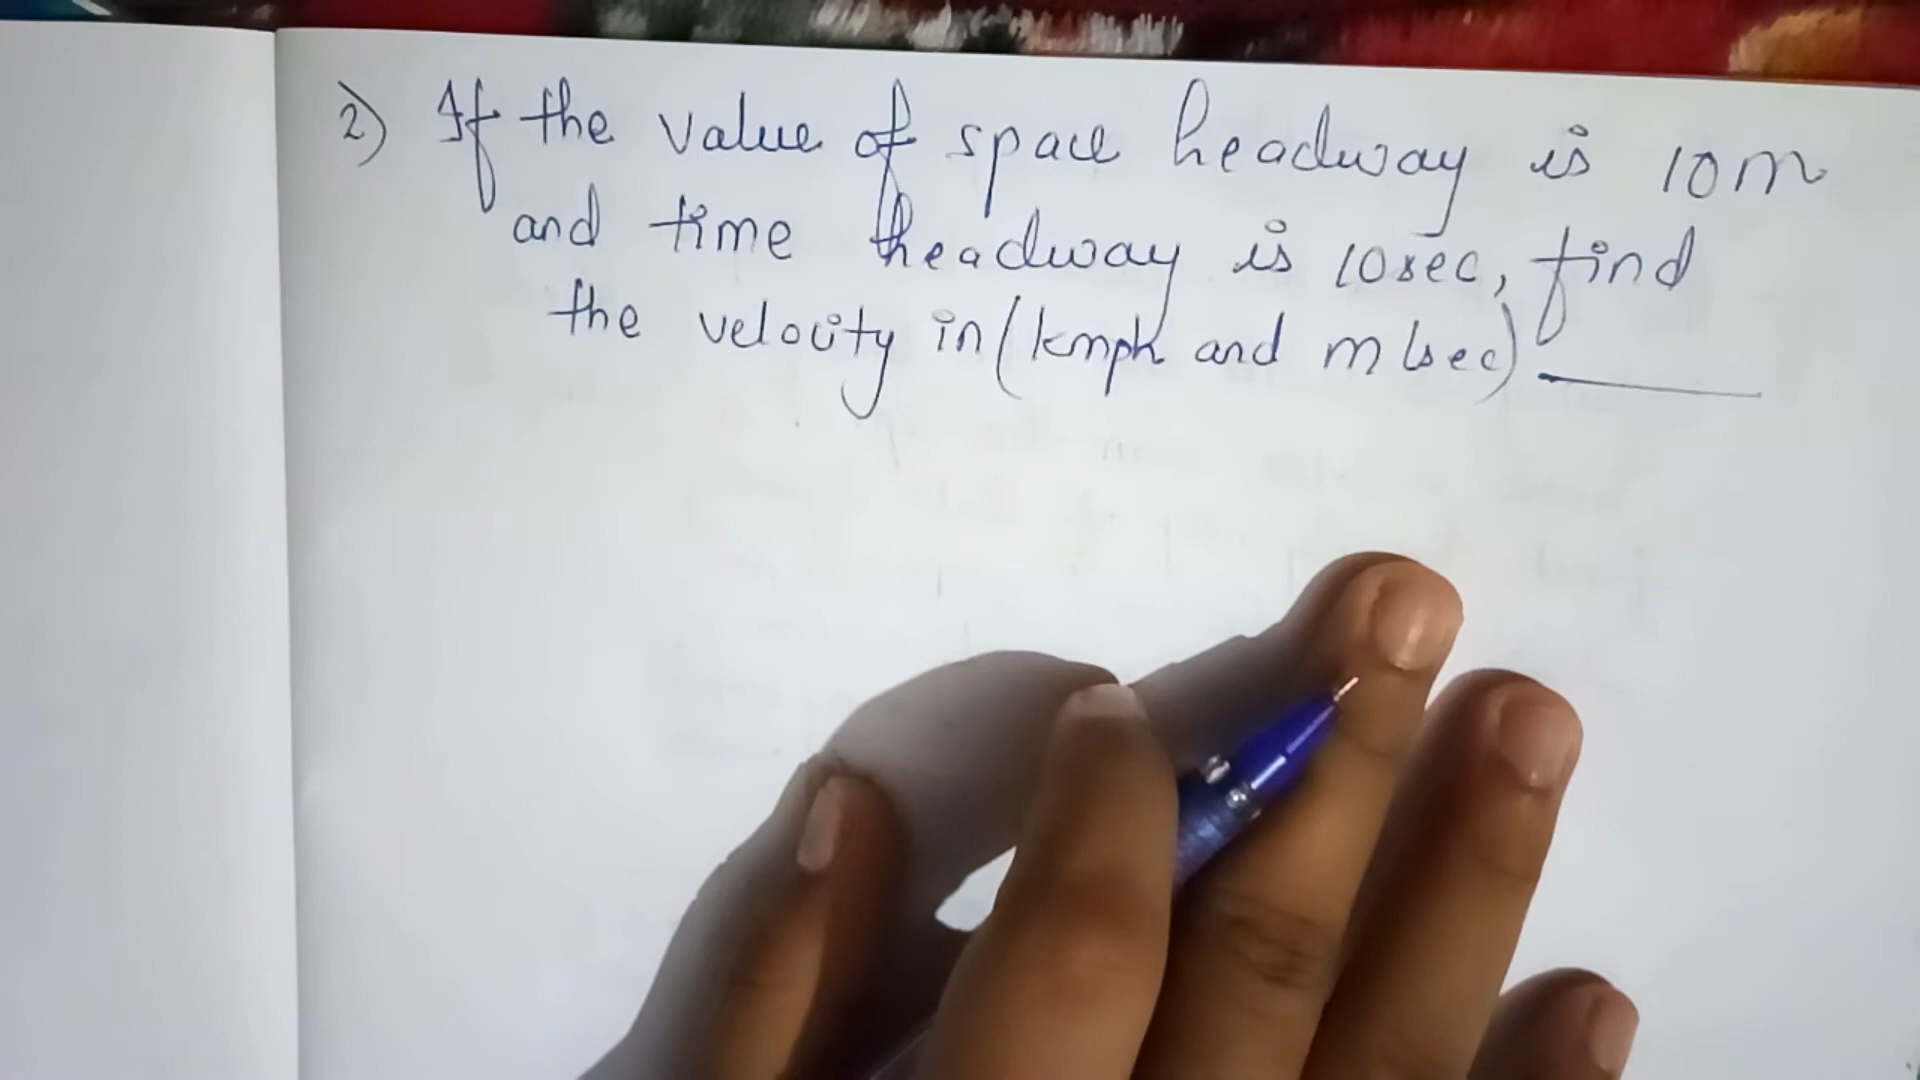 2) If the value of space headway is 10m
and time headway is 10sec, find
the velocity in (kmph and m/sec) ____